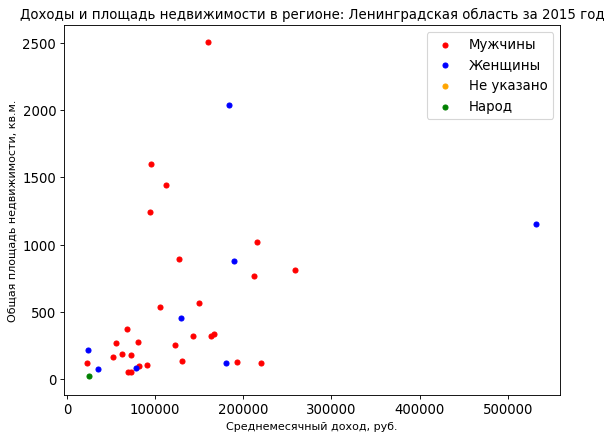 Доходы и площадь недвижимости в регионе: Ленинградская область за 2015 год
Мужчины
Женщины
Не указано
Народ
Общая площадь недвижимости, кв.м.
2500
2000
1500
1000
500
0
0 100000 200000 300000 400000 500000
Среднемесячный доход, руб.